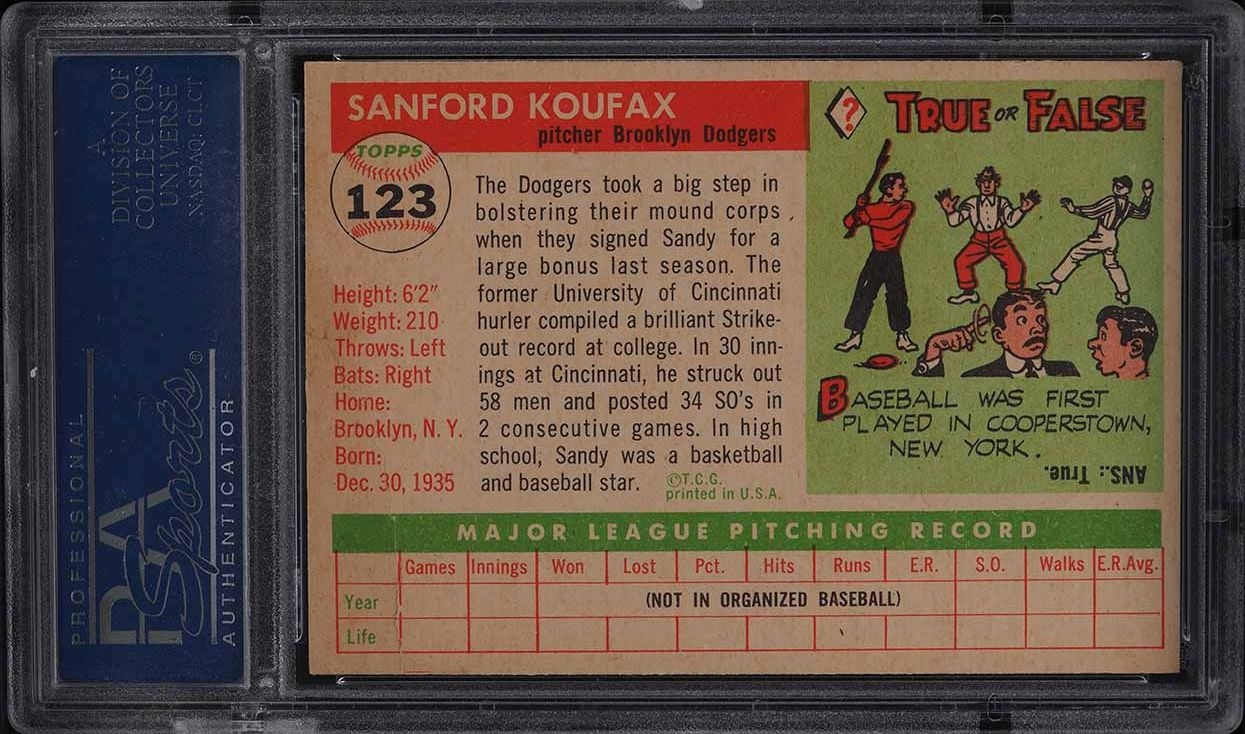 A
DIVISION OF
COLLECTORS
UNIVERSE
NASDAQ: CLCT
PROFESSIONAL
PSA
Sports®
AUTHENTICATOR
SANFORD KOUFAX
pitcher Brooklyn Dodgers
TOPPS
123
The Dodgers took a big step in
bolstering their mound corps
when they signed Sandy for a
large bonus last season. The
former University of Cincinnati
hurler compiled a brilliant Strike-
out record at college. In 30 inn-
ings at Cincinnati, he struck out
58 men and posted 34 SO's in
2 consecutive games. In high
school, Sandy was a basketball
and baseball star.
©T.C.G.
printed in U.S.A.
Height: 6'2"
Weight: 210
Throws: Left
Bats: Right
Home:
Brooklyn, N. Y.
Born:
Dec. 30, 1935
? TRUE OR FALSE
BASEBALL WAS FIRST
PLAYED IN COOPERSTOWN,
NEW YORK.
ANS.: True.
MAJOR LEAGUE PITCHING RECORD
Games Innings Won Lost Pct. Hits Runs E.R. S.O. Walks E.R.Avg.
Year (NOT IN ORGANIZED BASEBALL)
Life